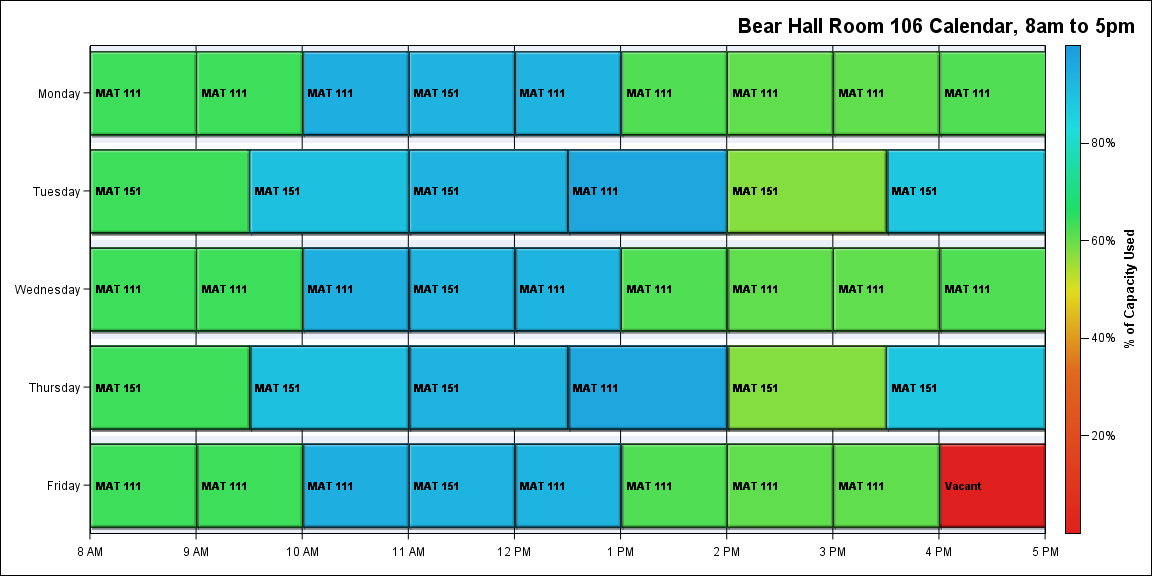 Bear Hall Room 106 Calendar, 8am to 5pm
Monday
MAT 111
MAT 111
MAT 111
MAT 151
MAT 111
MAT 111
MAT 111
MAT 111
MAT 111
Tuesday
MAT 151
MAT 151
MAT 151
MAT 111
MAT 151
MAT 151
Wednesday
MAT 111
MAT 111
MAT 111
MAT 151
MAT 111
MAT 111
MAT 111
MAT 111
MAT 111
Thursday
MAT 151
MAT 151
MAT 151
MAT 111
MAT 151
MAT 151
Friday
MAT 111
MAT 111
MAT 111
MAT 151
MAT 111
MAT 111
MAT 111
MAT 111
Vacant
8 AM
9 AM
10 AM
11 AM
12 PM
1 PM
2 PM
3 PM
4 PM
5 PM
80%
60%
40%
20%
% of Capacity Used